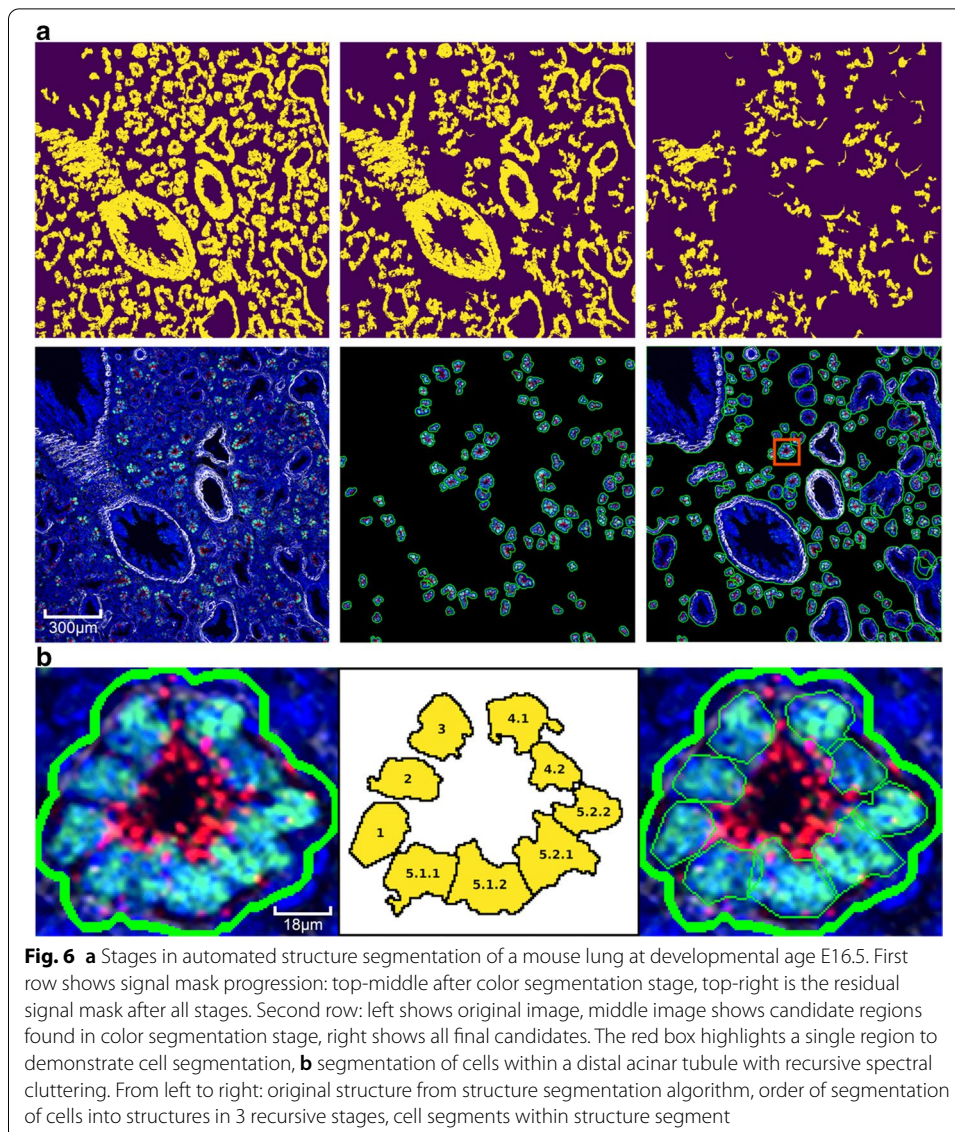 a
300μm
b
3
4.1
2
4.2
1
5.2.2
5.2.1
5.1.1
5.1.2
18μm
Fig. 6 a Stages in automated structure segmentation of a mouse lung at developmental age E16.5. First
row shows signal mask progression: top-middle after color segmentation stage, top-right is the residual
signal mask after all stages. Second row: left shows original image, middle image shows candidate regions
found in color segmentation stage, right shows all final candidates. The red box highlights a single region to
demonstrate cell segmentation, b segmentation of cells within a distal acinar tubule with recursive spectral
cluttering. From left to right: original structure from structure segmentation algorithm, order of segmentation
of cells into structures in 3 recursive stages, cell segments within structure segment